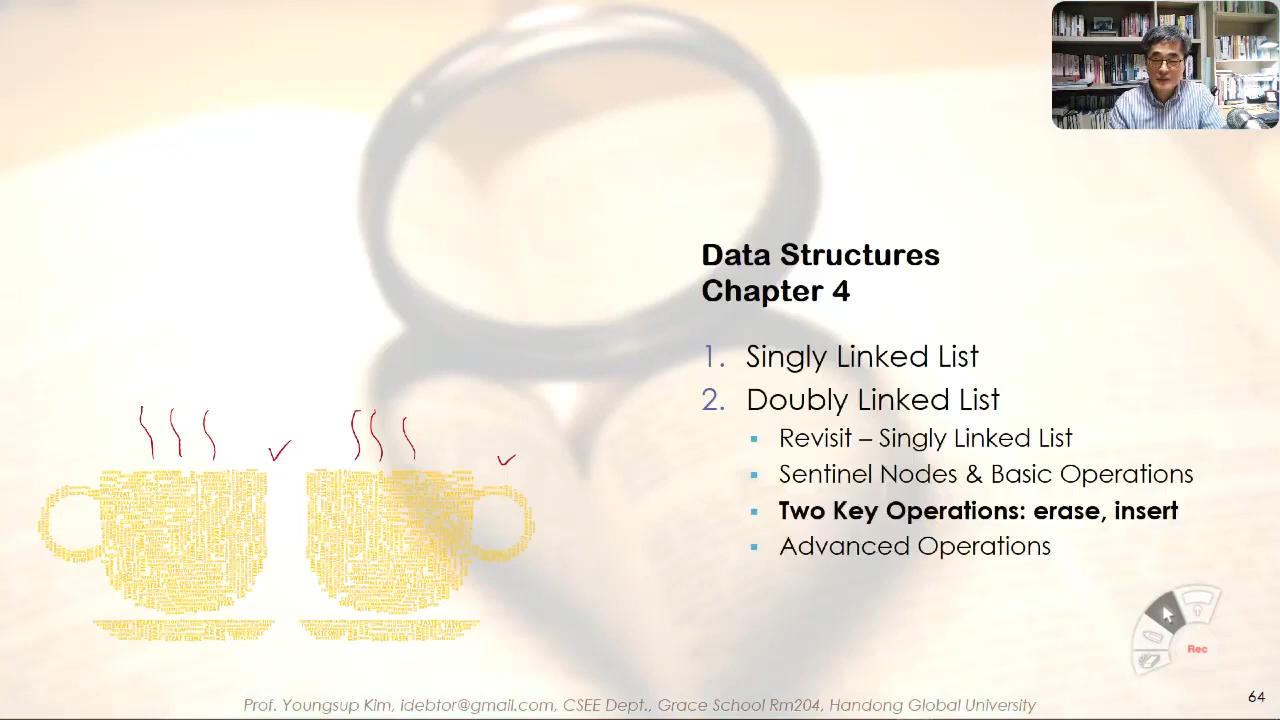 Data Structures
Chapter 4
1. Singly Linked List
2. Doubly Linked List
▪ Revisit – Singly Linked List
▪ Sentinel Nodes & Basic Operations
▪ Two Key Operations: erase, insert
▪ Advanced Operations
Rec
Prof. Youngsup Kim, idebtor@gmail.com, CSEE Dept., Grace School Rm204, Handong Global University
64